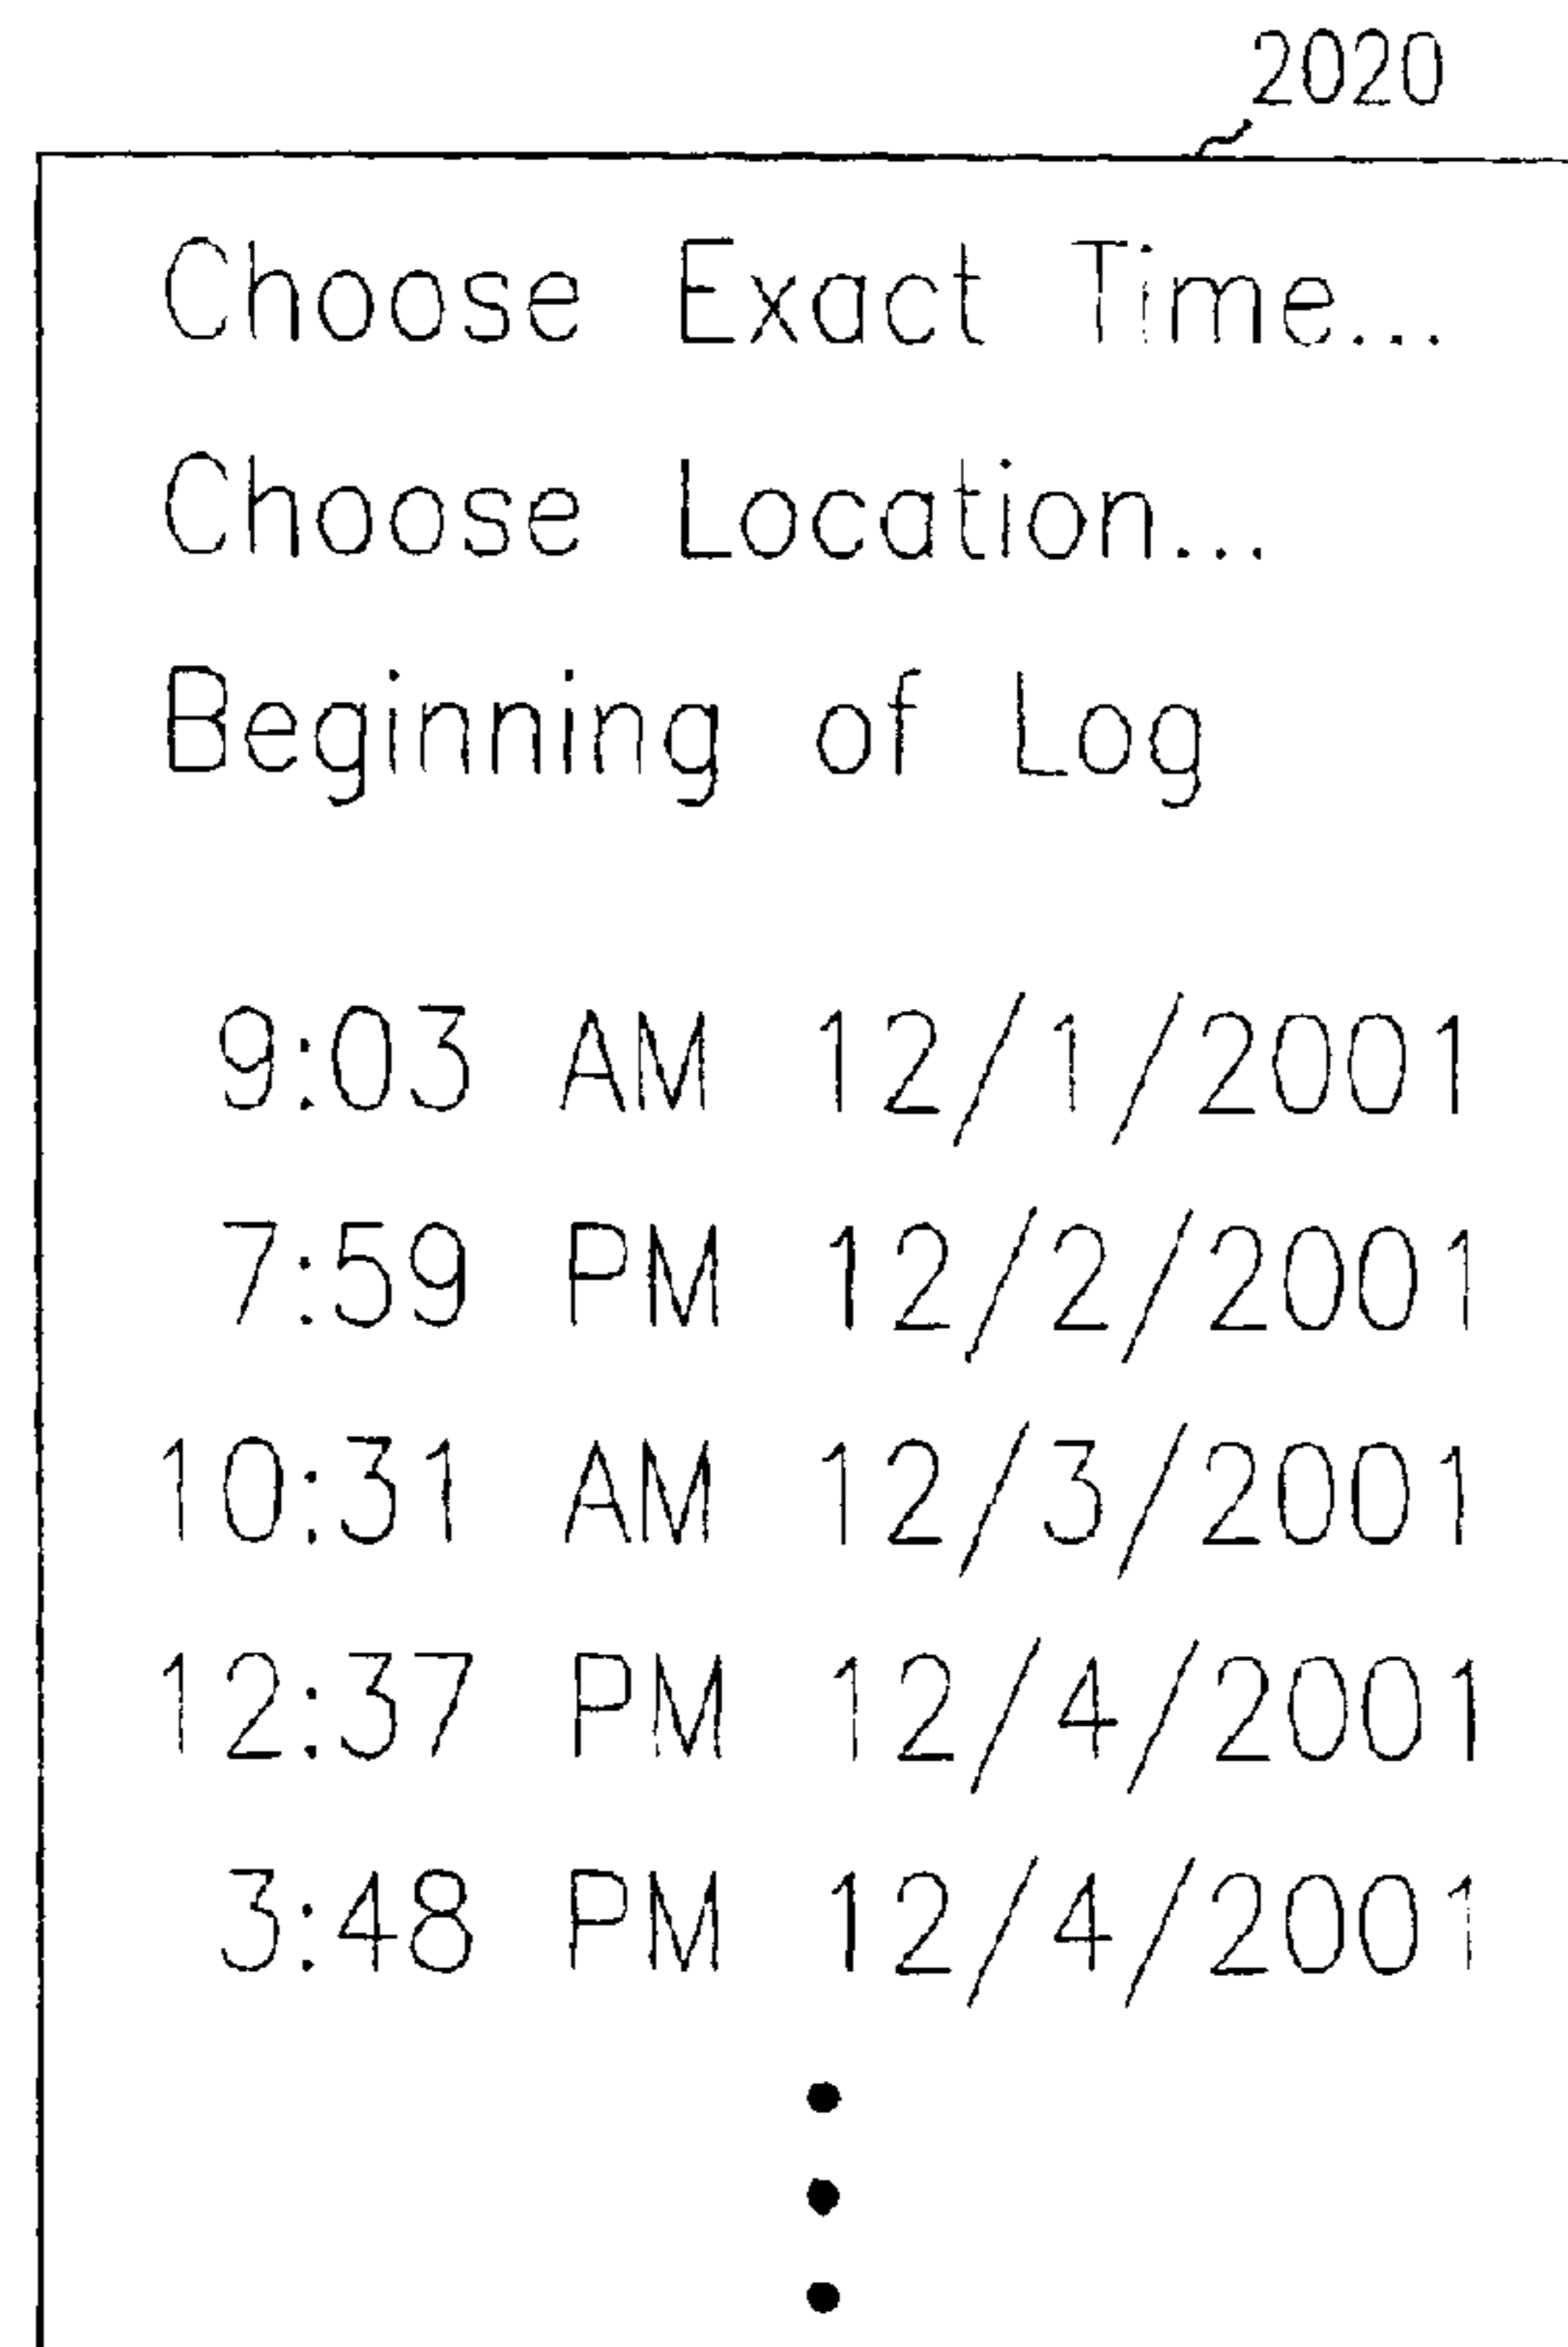 2020
Choose Exact Time...
Choose Location...
Beginning of Log
9:03 AM 12/1/2001
7:59 PM 12/2/2001
10:31 AM 12/3/2001
12:37 PM 12/4/2001
3:48 PM 12/4/2001